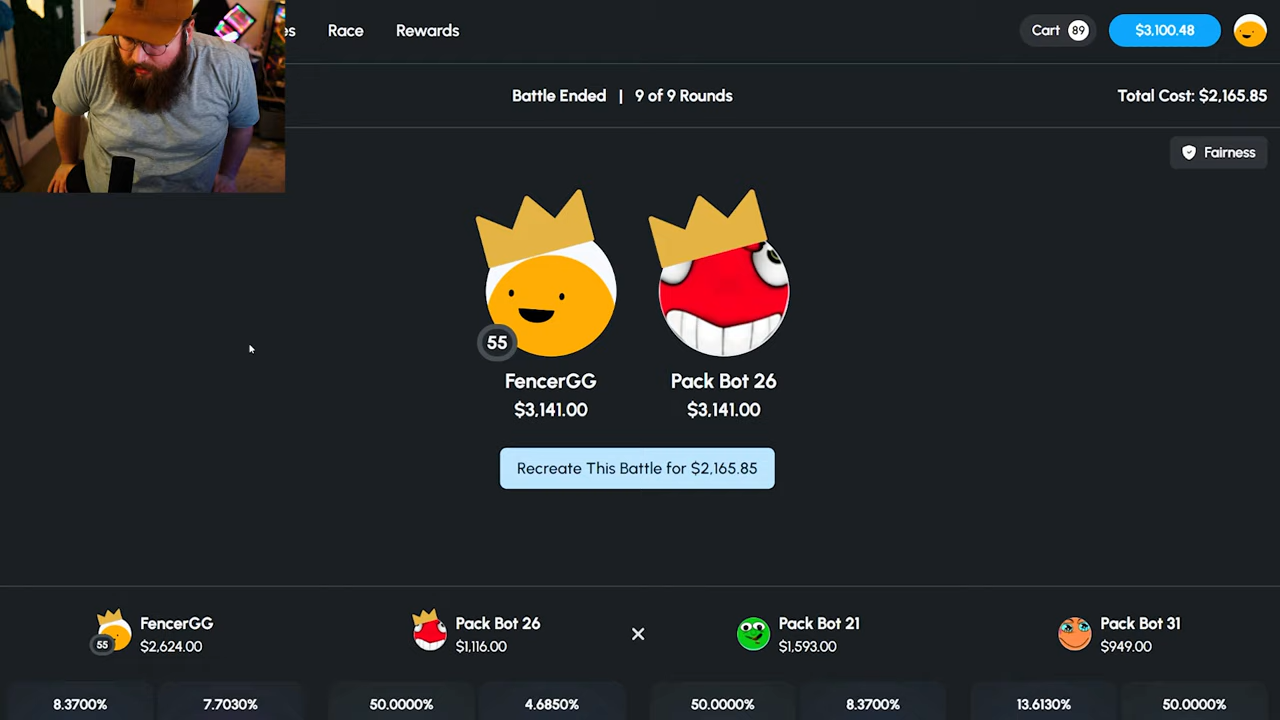 es Race Rewards Cart 89 $3,100.48
Battle Ended | 9 of 9 Rounds
Total Cost: $2,165.85
Fairness
55
FencerGG
$3,141.00
Pack Bot 26
$3,141.00
Recreate This Battle for $2,165.85
55
FencerGG
$2,624.00
Pack Bot 26
$1,116.00
Pack Bot 21
$1,593.00
Pack Bot 31
$949.00
8.3700% 7.7030% 50.0000% 4.6850% 50.0000% 8.3700% 13.6130% 50.0000%